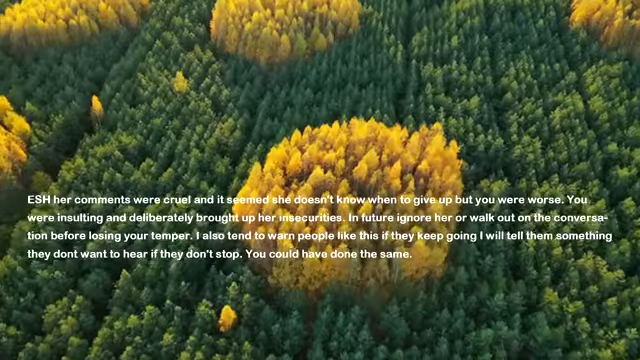 ESH her comments were cruel and it seemed she doesn't know when to give up but you were worse. You
were insulting and deliberately brought up her insecurities. In future ignore her or walk out on the conversa-
tion before losing your temper. I also tend to warn people like this if they keep going I will tell them something
they dont want to hear if they don't stop. You could have done the same.